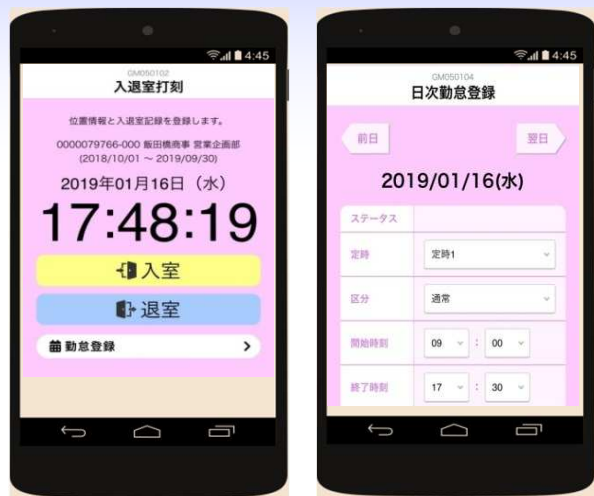 4:45
GM050102
入退室打刻
位置情報と入退室記録を登録します。
0000079766-000 飯田橋商事 営業企画部
(2018/10/01 ～ 2019/09/30)
2019年01月16日（水）
17:48:19
入室
退室
勤怠登録
4:45
GM050104
日次勤怠登録
前日
翌日
2019/01/16(水)
ステータス
定時 定時1
区分 通常
開始時刻 09 : 00
終了時刻 17 : 30